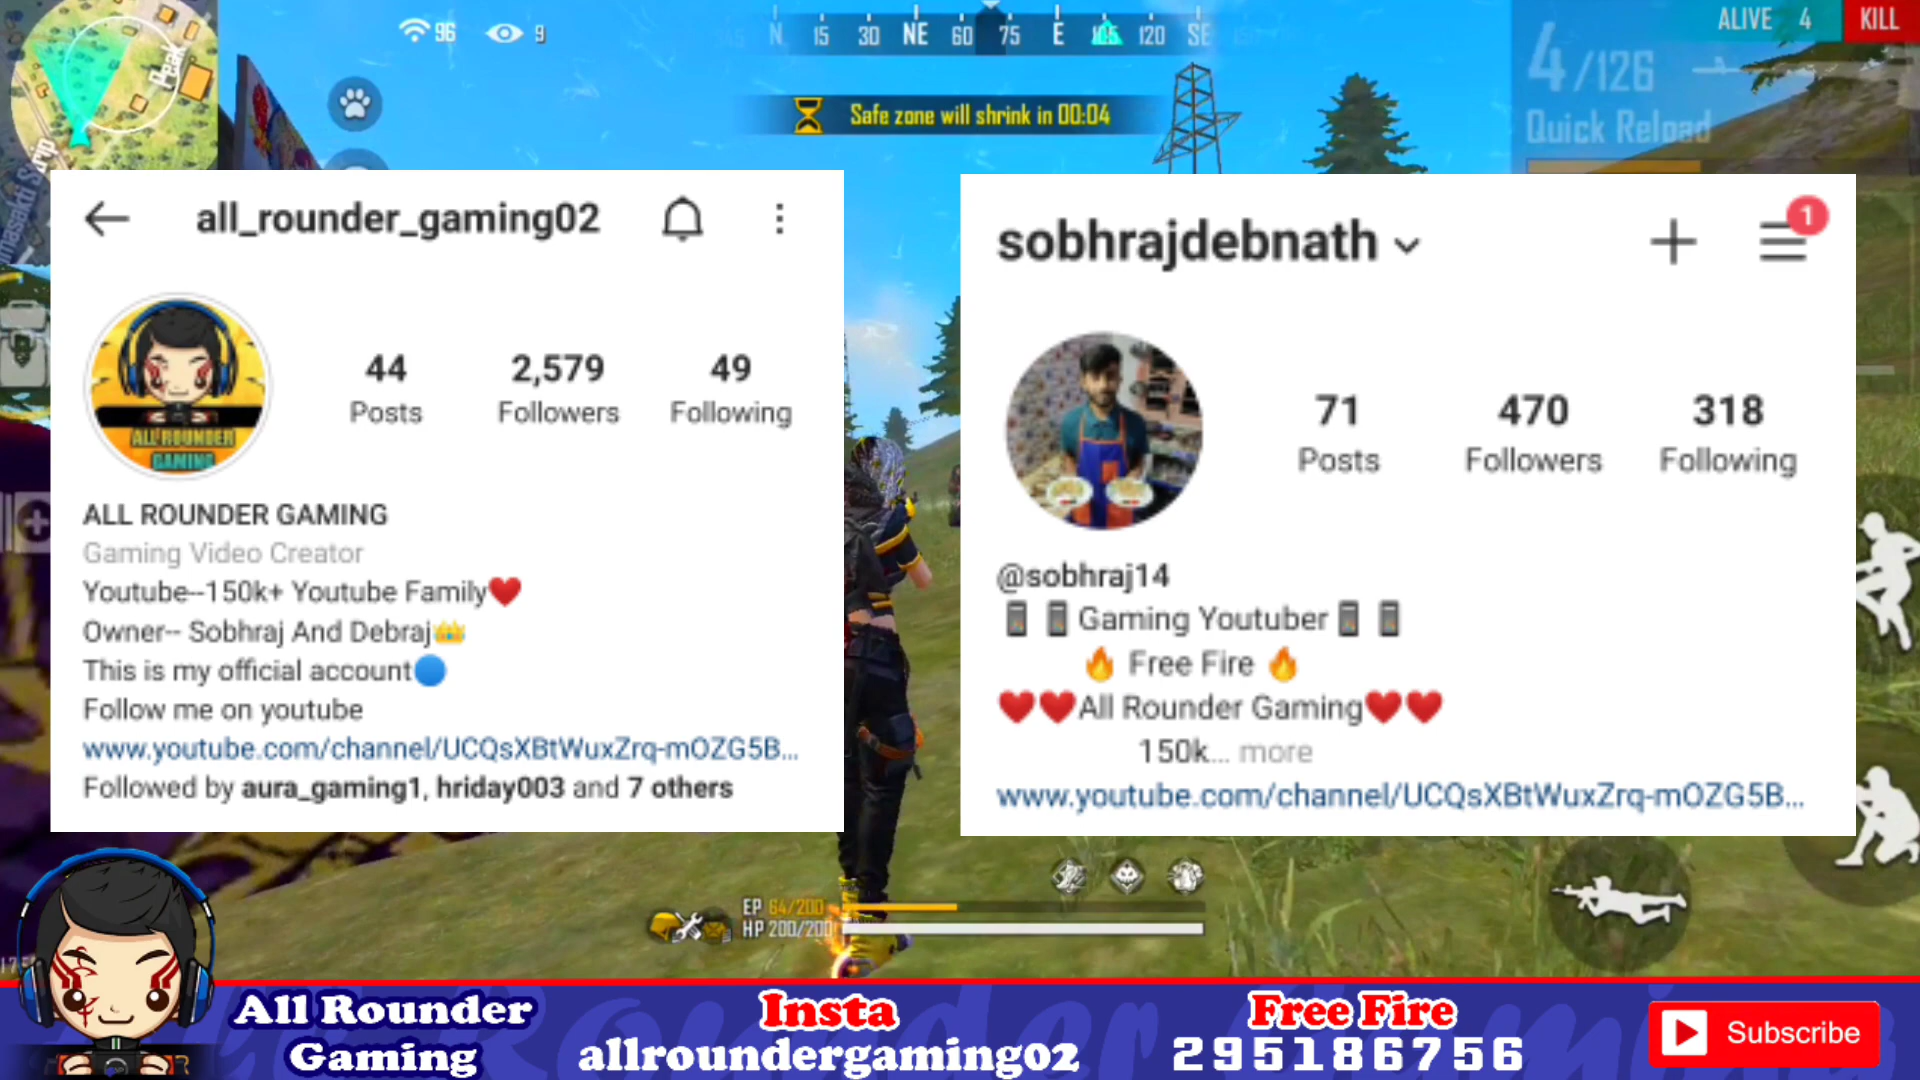 96
9
N 15 30 NE 60 75 E 105 120 SE
ALIVE 4 KILL
4/126
Quick Reload
Safe zone will shrink in 00:04
Peak
all_rounder_gaming02
44
Posts
2,579
Followers
49
Following
ALL ROUNDER
GAMING
ALL ROUNDER GAMING
Gaming Video Creator
Youtube--150k+ Youtube Family❤️
Owner-- Sobhraj And Debraj👑
This is my official account🔵
Follow me on youtube
www.youtube.com/channel/UCQsXBtWuxZrq-mOZG5B...
Followed by aura_gaming1, hriday003 and 7 others
sobhrajdebnath
1
71
Posts
470
Followers
318
Following
@sobhraj14
📱📱Gaming Youtuber📱📱
🔥 Free Fire 🔥
❤️❤️All Rounder Gaming❤️❤️
150k... more
www.youtube.com/channel/UCQsXBtWuxZrq-mOZG5B...
EP 64/200
HP 200/200
All Rounder
Gaming
Insta
allroundergaming02
Free Fire
295186756
Subscribe